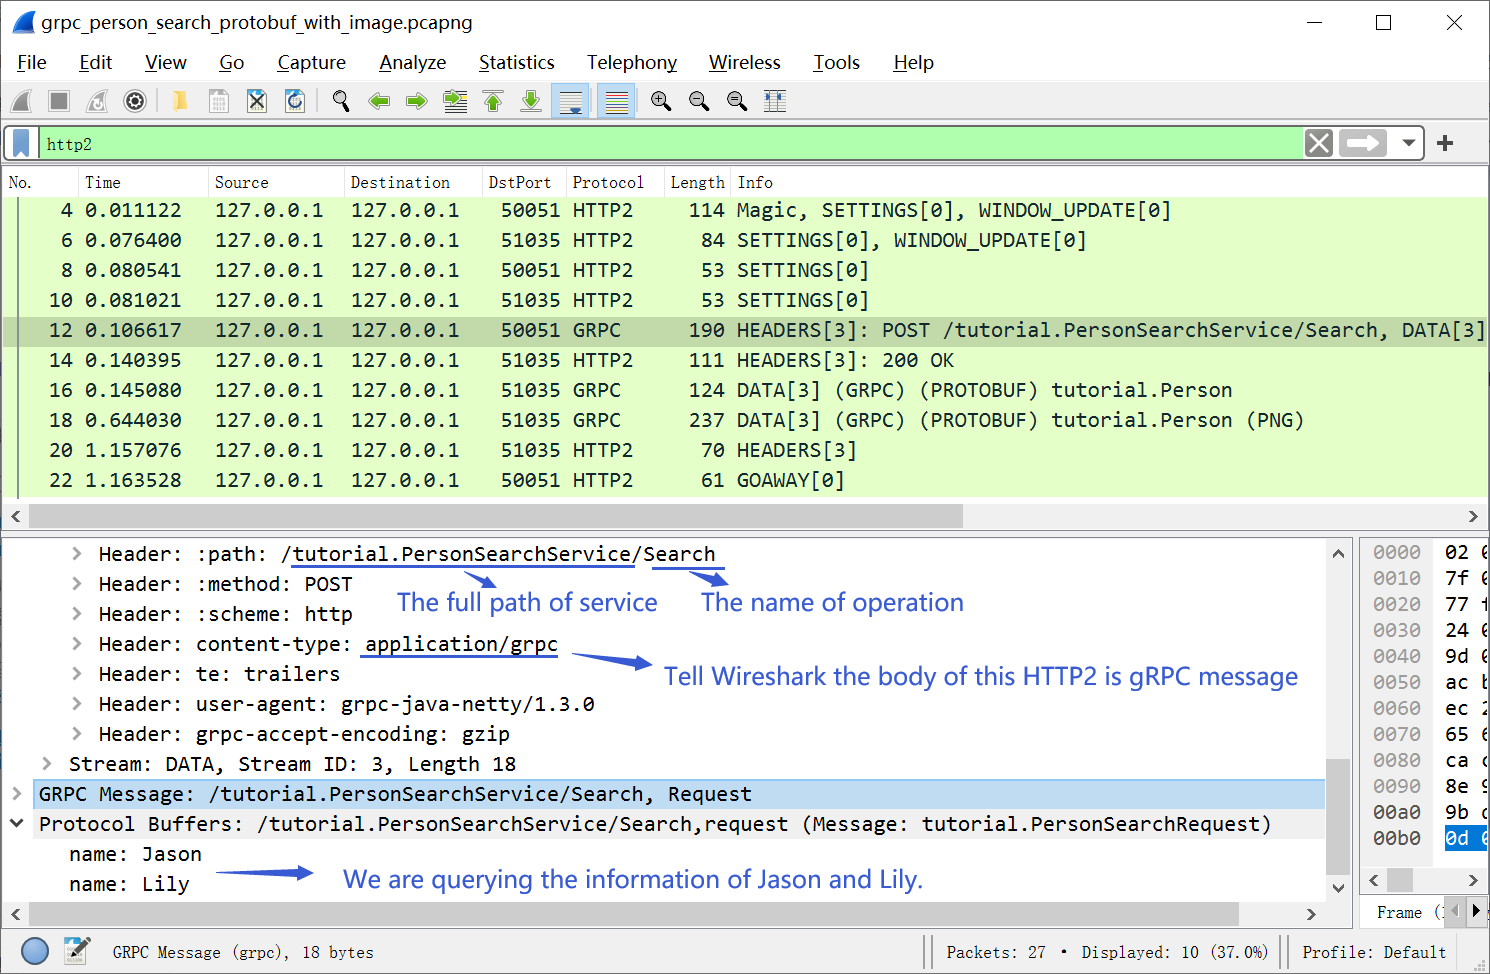 grpc_person_search_protobuf_with_image.pcapng
File Edit View Go Capture Analyze Statistics Telephony Wireless Tools Help
http2
No. Time Source Destination DstPort Protocol Length Info
4 0.011122 127.0.0.1 127.0.0.1 50051 HTTP2 114 Magic, SETTINGS[0], WINDOW_UPDATE[0]
6 0.076400 127.0.0.1 127.0.0.1 51035 HTTP2 84 SETTINGS[0], WINDOW_UPDATE[0]
8 0.080541 127.0.0.1 127.0.0.1 50051 HTTP2 53 SETTINGS[0]
10 0.081021 127.0.0.1 127.0.0.1 51035 HTTP2 53 SETTINGS[0]
12 0.106617 127.0.0.1 127.0.0.1 50051 GRPC 190 HEADERS[3]: POST /tutorial.PersonSearchService/Search, DATA[3]
14 0.140395 127.0.0.1 127.0.0.1 51035 HTTP2 111 HEADERS[3]: 200 OK
16 0.145080 127.0.0.1 127.0.0.1 51035 GRPC 124 DATA[3] (GRPC) (PROTOBUF) tutorial.Person
18 0.644030 127.0.0.1 127.0.0.1 51035 GRPC 237 DATA[3] (GRPC) (PROTOBUF) tutorial.Person (PNG)
20 1.157076 127.0.0.1 127.0.0.1 51035 HTTP2 70 HEADERS[3]
22 1.163528 127.0.0.1 127.0.0.1 50051 HTTP2 61 GOAWAY[0]
Header: :path: /tutorial.PersonSearchService/Search
Header: :method: POST
The full path of service The name of operation
Header: :scheme: http
Header: content-type: application/grpc
Header: te: trailers
Tell Wireshark the body of this HTTP2 is gRPC message
Header: user-agent: grpc-java-netty/1.3.0
Header: grpc-accept-encoding: gzip
Stream: DATA, Stream ID: 3, Length 18
GRPC Message: /tutorial.PersonSearchService/Search, Request
Protocol Buffers: /tutorial.PersonSearchService/Search,request (Message: tutorial.PersonSearchRequest)
name: Jason
name: Lily
We are querying the information of Jason and Lily.
0000 02
0010 7f
0020 77
0030 24
0040 9d
0050 ac
0060 ec
0070 65
0080 ca
0090 8e
00a0 9b
00b0 0d
Frame
GRPC Message (grpc), 18 bytes
Packets: 27 · Displayed: 10 (37.0%)
Profile: Default